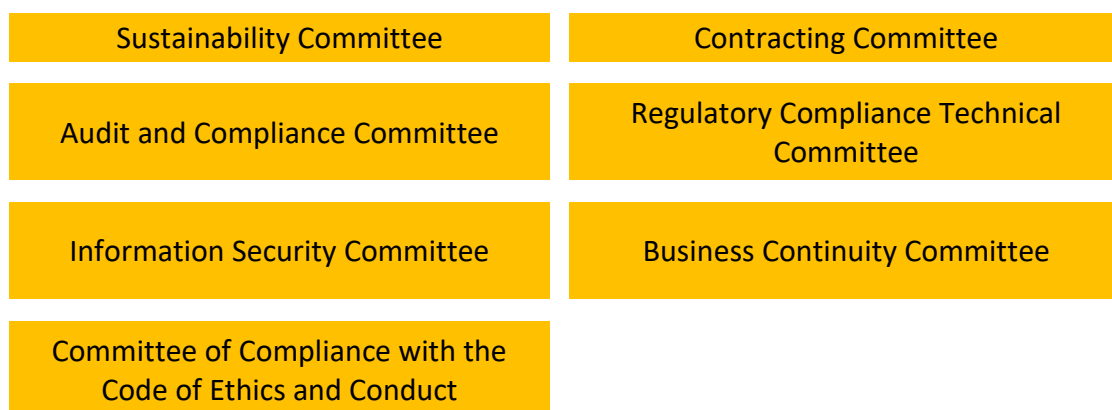 Sustainability Committee
Contracting Committee
Audit and Compliance Committee
Regulatory Compliance Technical
Committee
Information Security Committee
Business Continuity Committee
Committee of Compliance with the
Code of Ethics and Conduct